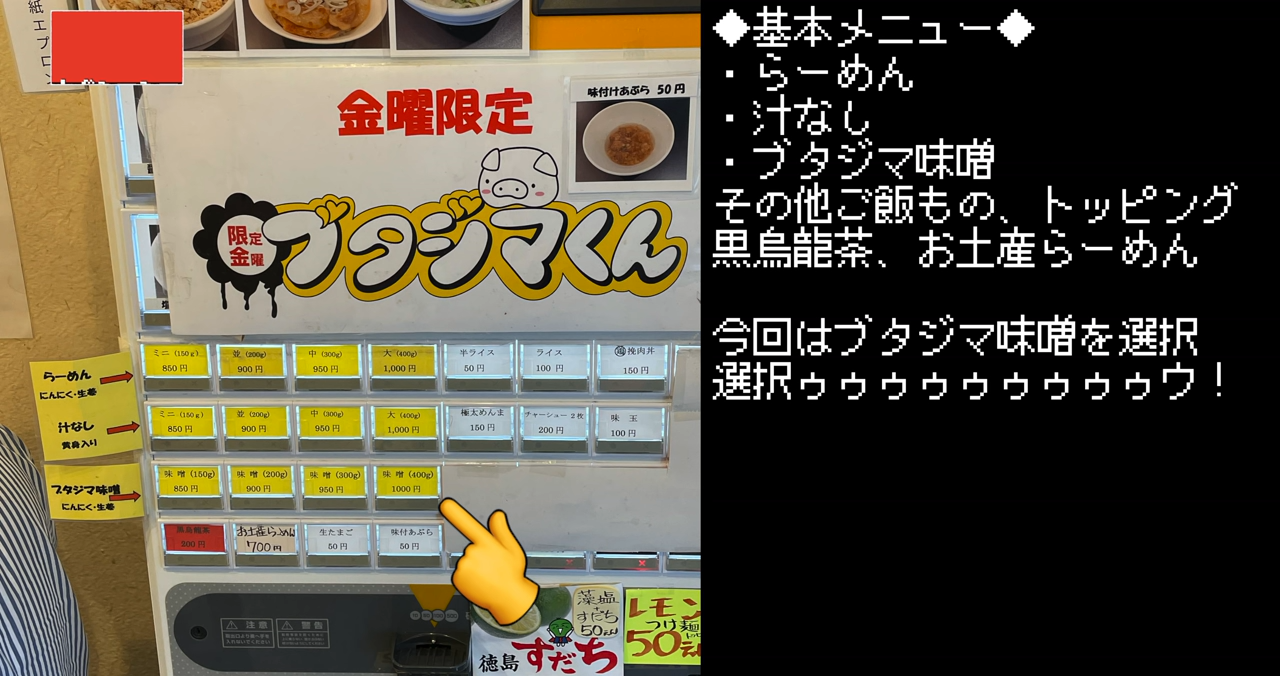 紙エプロン
金曜限定
味付けあぶら 50円
限定
金曜
ブタジマくん
らーめん
にんにく・生姜
ミニ (150g)
850円
並 (200g)
900円
中 (300g)
950円
大 (400g)
1,000円
半ライス
50円
ライス
100円
挽肉丼
150円
汁なし
黄身入り
ミニ (150g)
850円
並 (200g)
900円
中 (300g)
950円
大 (400g)
1,000円
極太めんま
150円
チャーシュー 2枚
200円
味玉
100円
ブタジマ味噌
にんにく・生姜
味噌 (150g)
850円
味噌 (200g)
900円
味噌 (300g)
950円
味噌 (400g)
1000円
黒烏龍茶
200円
お土産らーめん
700円
生たまご
50円
味付あぶら
50円
注意
警告
藻塩
+
すだち
50円
徳島すだち
レモン
つけ麺
50円
◆基本メニュー◆
・らーめん
・汁なし
・ブタジマ味噌
その他ご飯もの、トッピング
黒烏龍茶、お土産らーめん
今回はブタジマ味噌を選択
選択ゥゥゥゥゥゥゥゥゥウ！